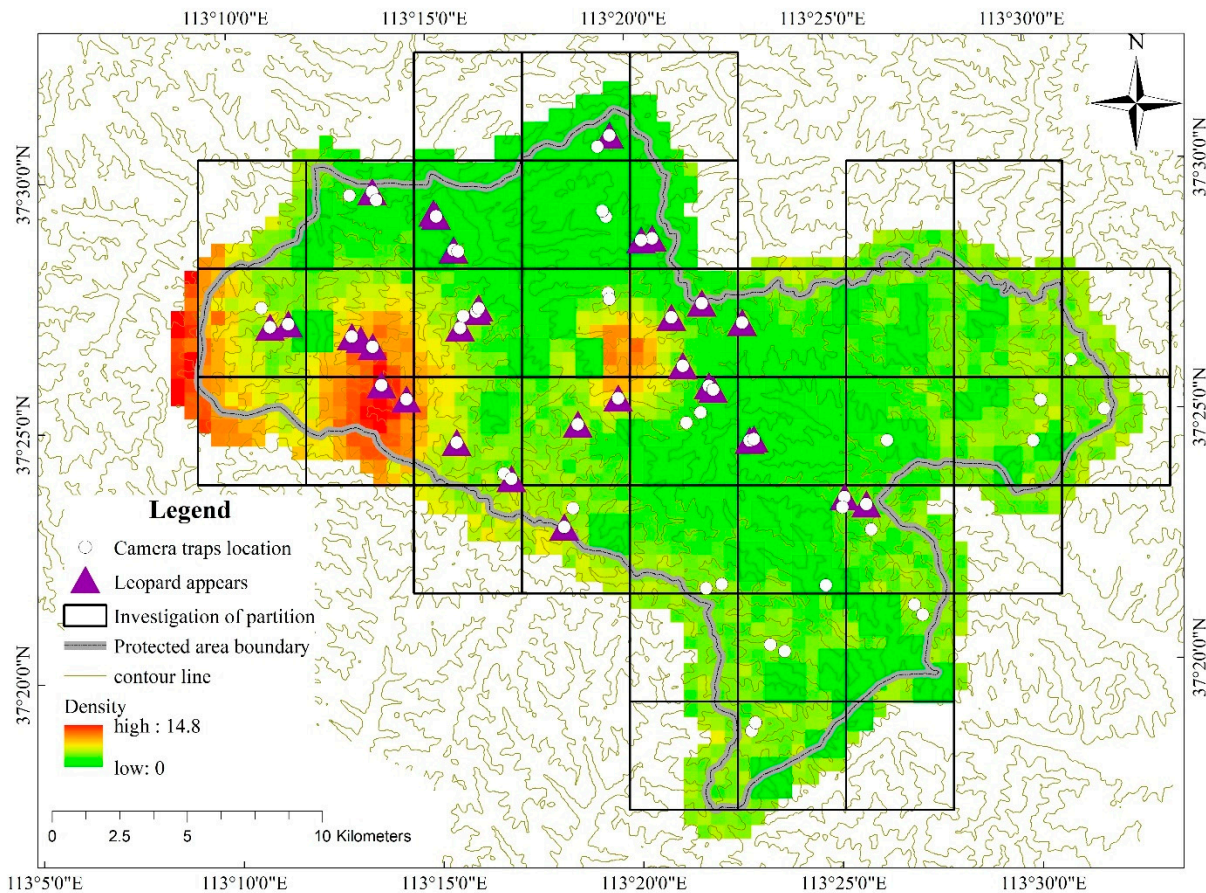 113°10'0"E 113°15'0"E 113°20'0"E 113°25'0"E 113°30'0"E
N
37°30'0"N
37°30'0"N
37°25'0"N
37°25'0"N
37°20'0"N
37°20'0"N
Legend
Camera traps location
Leopard appears
Investigation of partition
Protected area boundary
contour line
Density
high : 14.8
low: 0
0 2.5 5 10 Kilometers
113°5'0"E 113°10'0"E 113°15'0"E 113°20'0"E 113°25'0"E 113°30'0"E